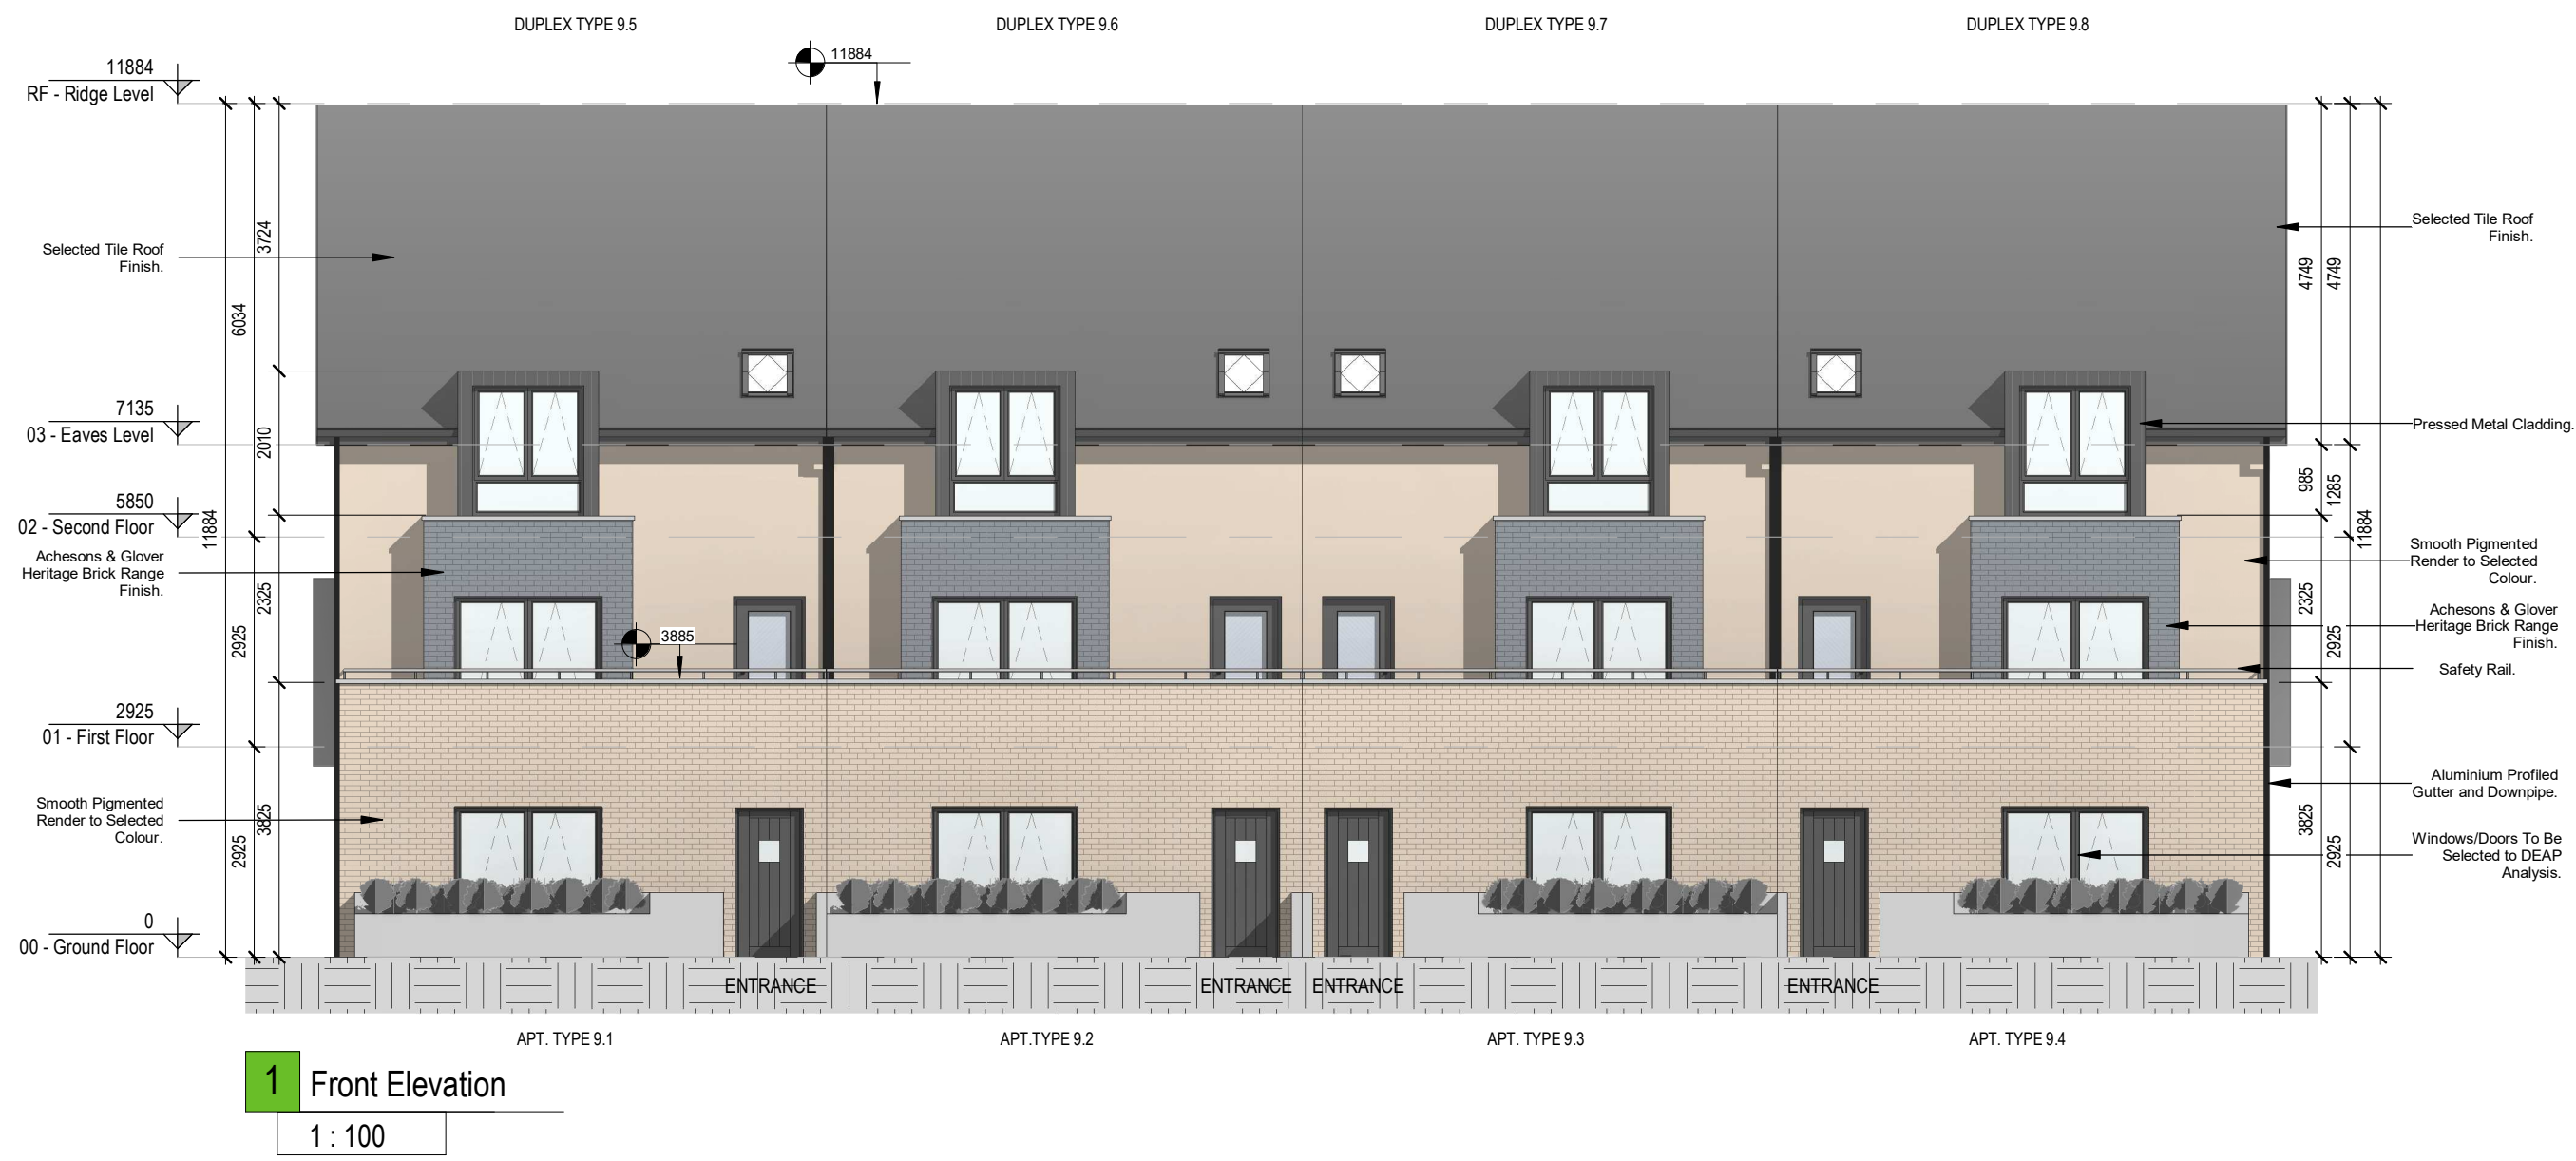 DUPLEX TYPE 9.5
DUPLEX TYPE 9.6
DUPLEX TYPE 9.7
DUPLEX TYPE 9.8
11884
11884
RF - Ridge Level
Selected Tile Roof
Finish.
3724
6034
7135
03 - Eaves Level
2010
5850
02 - Second Floor
11884
Achesons & Glover
Heritage Brick Range
Finish.
2325
2925
3885
2925
01 - First Floor
Smooth Pigmented
Render to Selected
Colour.
3825
2925
0
00 - Ground Floor
Selected Tile Roof
Finish.
4749
4749
Pressed Metal Cladding.
985
1285
11884
Smooth Pigmented
Render to Selected
Colour.
2325
Achesons & Glover
Heritage Brick Range
Finish.
2925
Safety Rail.
Aluminium Profiled
Gutter and Downpipe.
3825
2925
Windows/Doors To Be
Selected to DEAP
Analysis.
ENTRANCE
ENTRANCE
ENTRANCE
ENTRANCE
APT. TYPE 9.1
APT.TYPE 9.2
APT. TYPE 9.3
APT. TYPE 9.4
1
Front Elevation
1 : 100